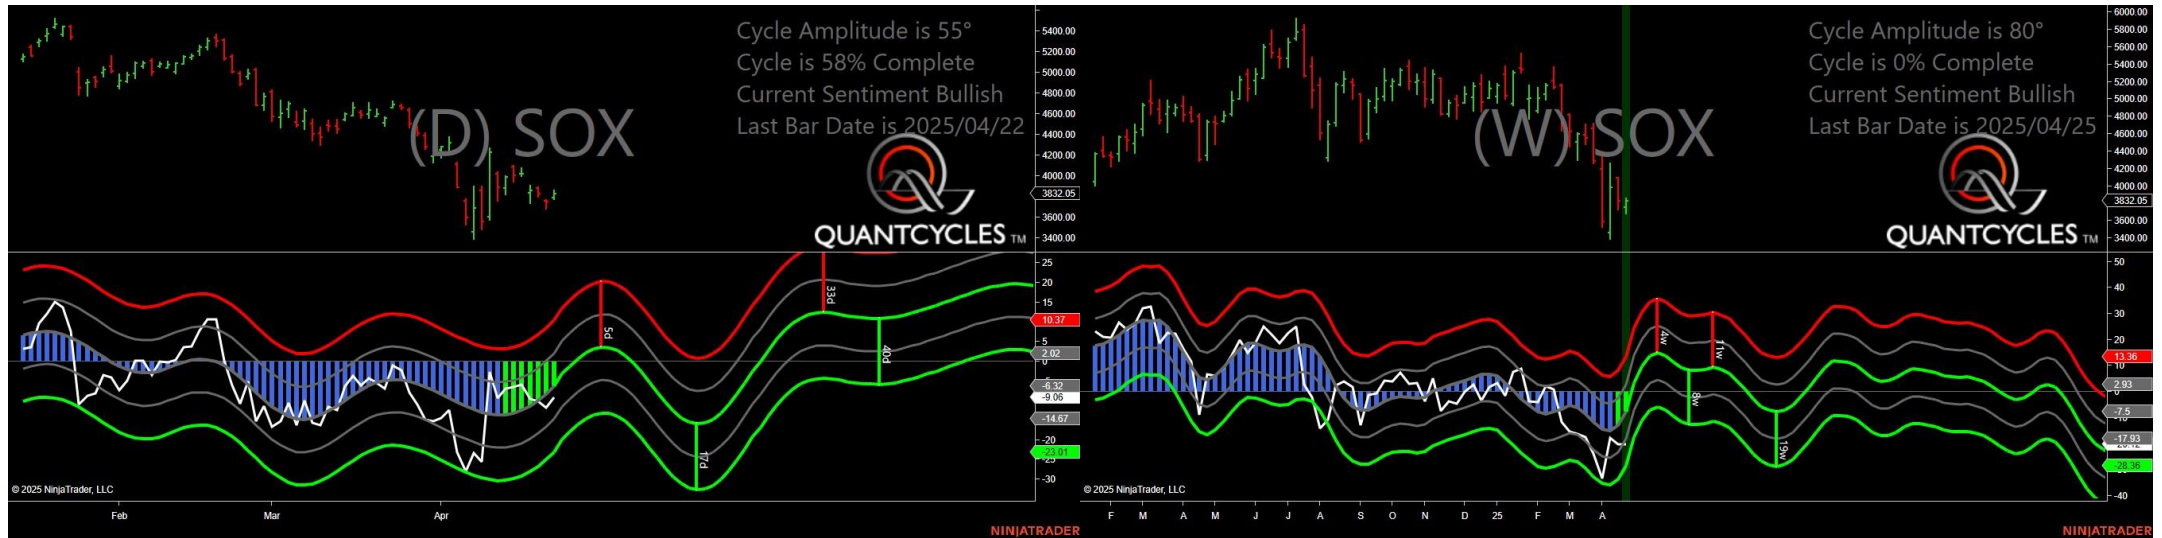 Cycle Amplitude is 55°
Cycle is 58% Complete
Current Sentiment Bullish
Last Bar Date is 2025/04/22
(D) SOX
QUANTCYCLES TM
5400.00
5000.00
4800.00
4600.00
4200.00
4000.00
3832.05
3600.00
3400.00
25
20
15
10.37
5
2.02
0
-6.32
-9.06
-14.67
-20
-23.01
-30
5d
17d
33d
40d
© 2025 NinjaTrader, LLC
Feb
Mar
Apr
NINJATRADER
Cycle Amplitude is 80°
Cycle is 0% Complete
Current Sentiment Bullish
Last Bar Date is 2025/04/25
(W) SOX
QUANTCYCLES TM
6000.00
5800.00
5600.00
5400.00
5200.00
5000.00
4800.00
4600.00
4400.00
4200.00
4000.00
3832.05
3600.00
3400.00
50
40
30
20
13.36
10
2.93
0
-7.5
-17.93
-28.36
-40
4w
8w
11w
19w
© 2025 NinjaTrader, LLC
F
M
A
M
J
J
A
S
O
N
D
25
F
M
A
NINJATRADER